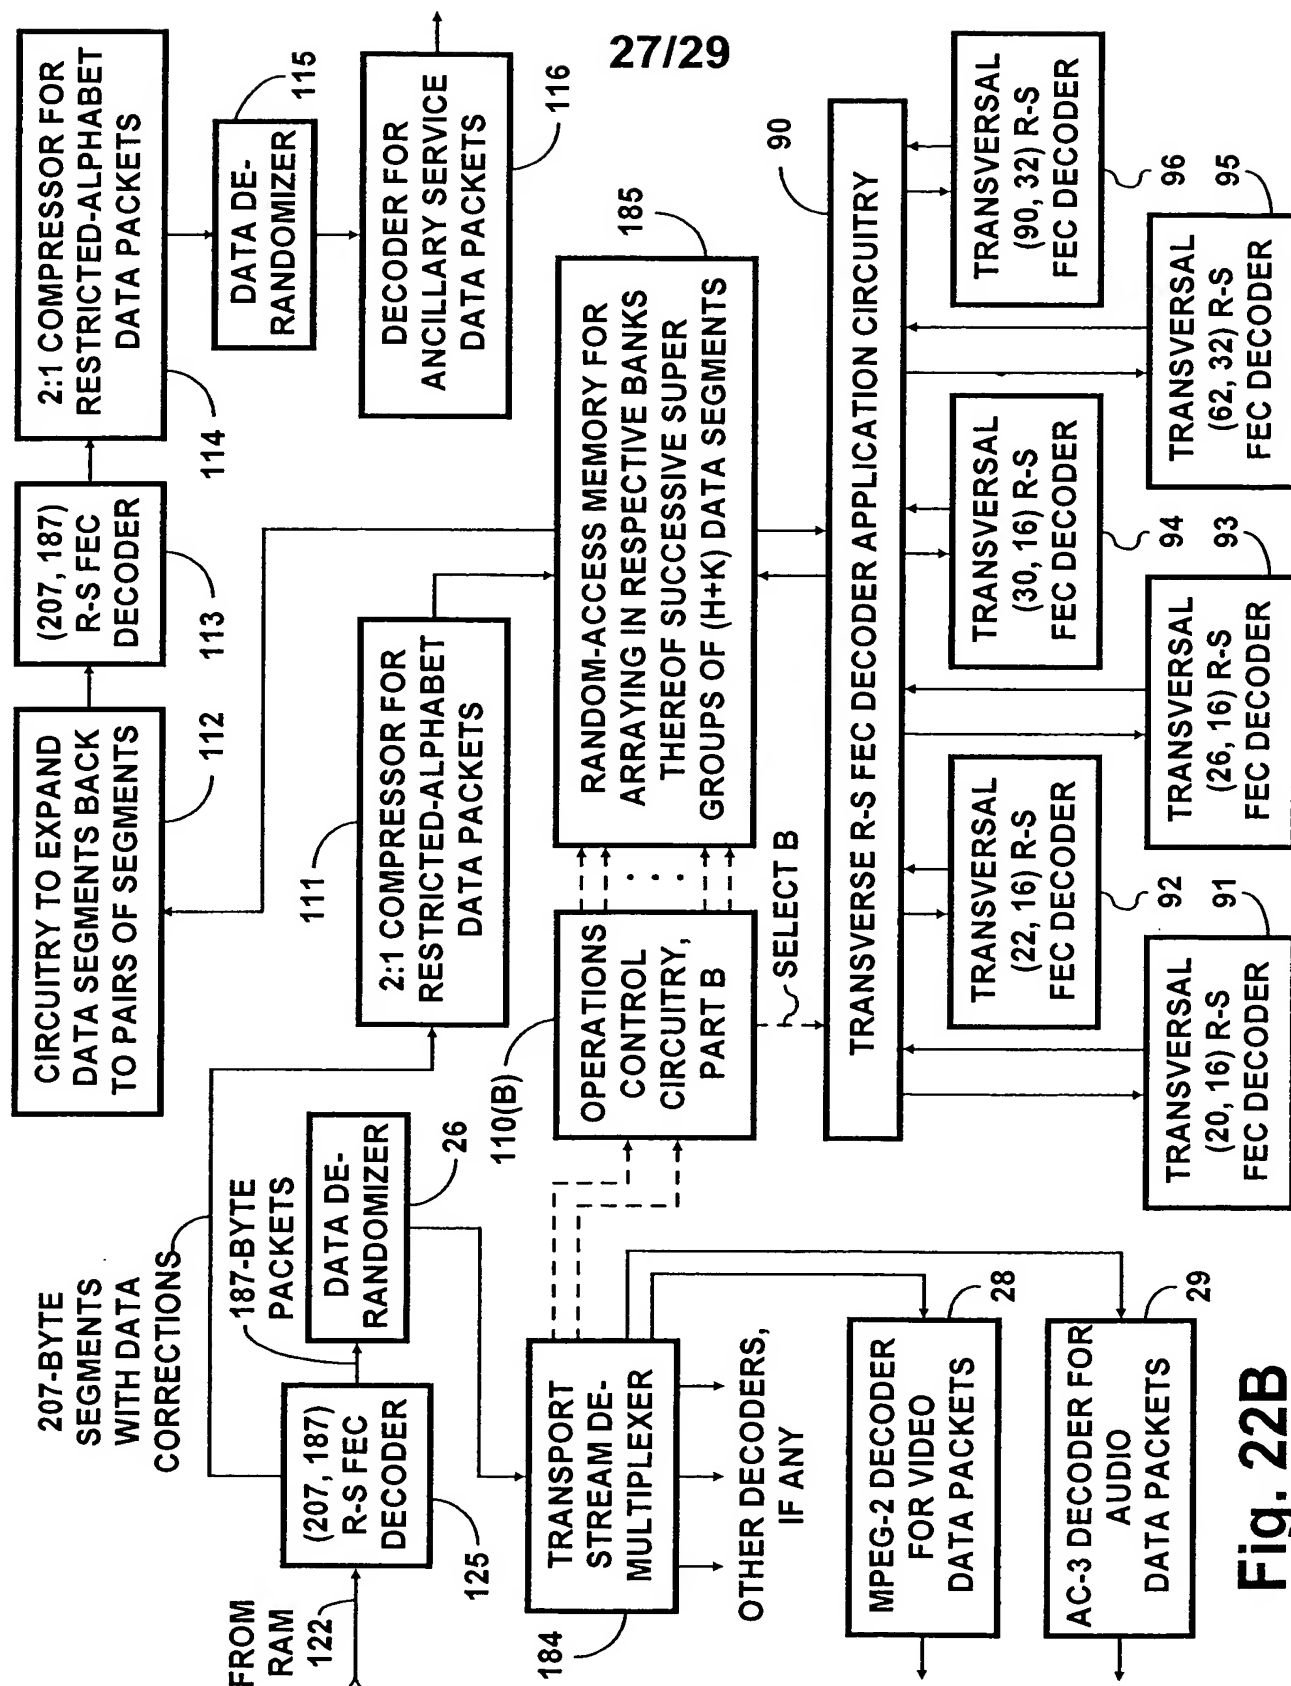 27/29
FROM
RAM
122
(207, 187)
R-S FEC
DECODER
125
207-BYTE
SEGMENTS
WITH DATA
CORRECTIONS
187-BYTE
PACKETS
DATA DE-
RANDOMIZER
26
TRANSPORT
STREAM DE-
MULTIPLEXER
184
OTHER DECODERS,
IF ANY
MPEG-2 DECODER
FOR VIDEO
DATA PACKETS
28
AC-3 DECODER FOR
AUDIO
DATA PACKETS
29
CIRCUITRY TO EXPAND
DATA SEGMENTS BACK
TO PAIRS OF SEGMENTS
112
(207, 187)
R-S FEC
DECODER
113
2:1 COMPRESSOR FOR
RESTRICTED-ALPHABET
DATA PACKETS
114
DATA DE-
RANDOMIZER
115
DECODER FOR
ANCILLARY SERVICE
DATA PACKETS
116
111
2:1 COMPRESSOR FOR
RESTRICTED-ALPHABET
DATA PACKETS
110(B)
OPERATIONS
CONTROL
CIRCUITRY,
PART B
SELECT B
RANDOM-ACCESS MEMORY FOR
ARRAYING IN RESPECTIVE BANKS
THEREOF SUCCESSIVE SUPER
GROUPS OF (H+K) DATA SEGMENTS
185
TRANSVERSE R-S FEC DECODER APPLICATION CIRCUITRY
90
TRANSVERSAL
(20, 16) R-S
FEC DECODER
91
TRANSVERSAL
(22, 16) R-S
FEC DECODER
92
TRANSVERSAL
(26, 16) R-S
FEC DECODER
93
TRANSVERSAL
(30, 16) R-S
FEC DECODER
94
TRANSVERSAL
(62, 32) R-S
FEC DECODER
95
TRANSVERSAL
(90, 32) R-S
FEC DECODER
96
Fig. 22B